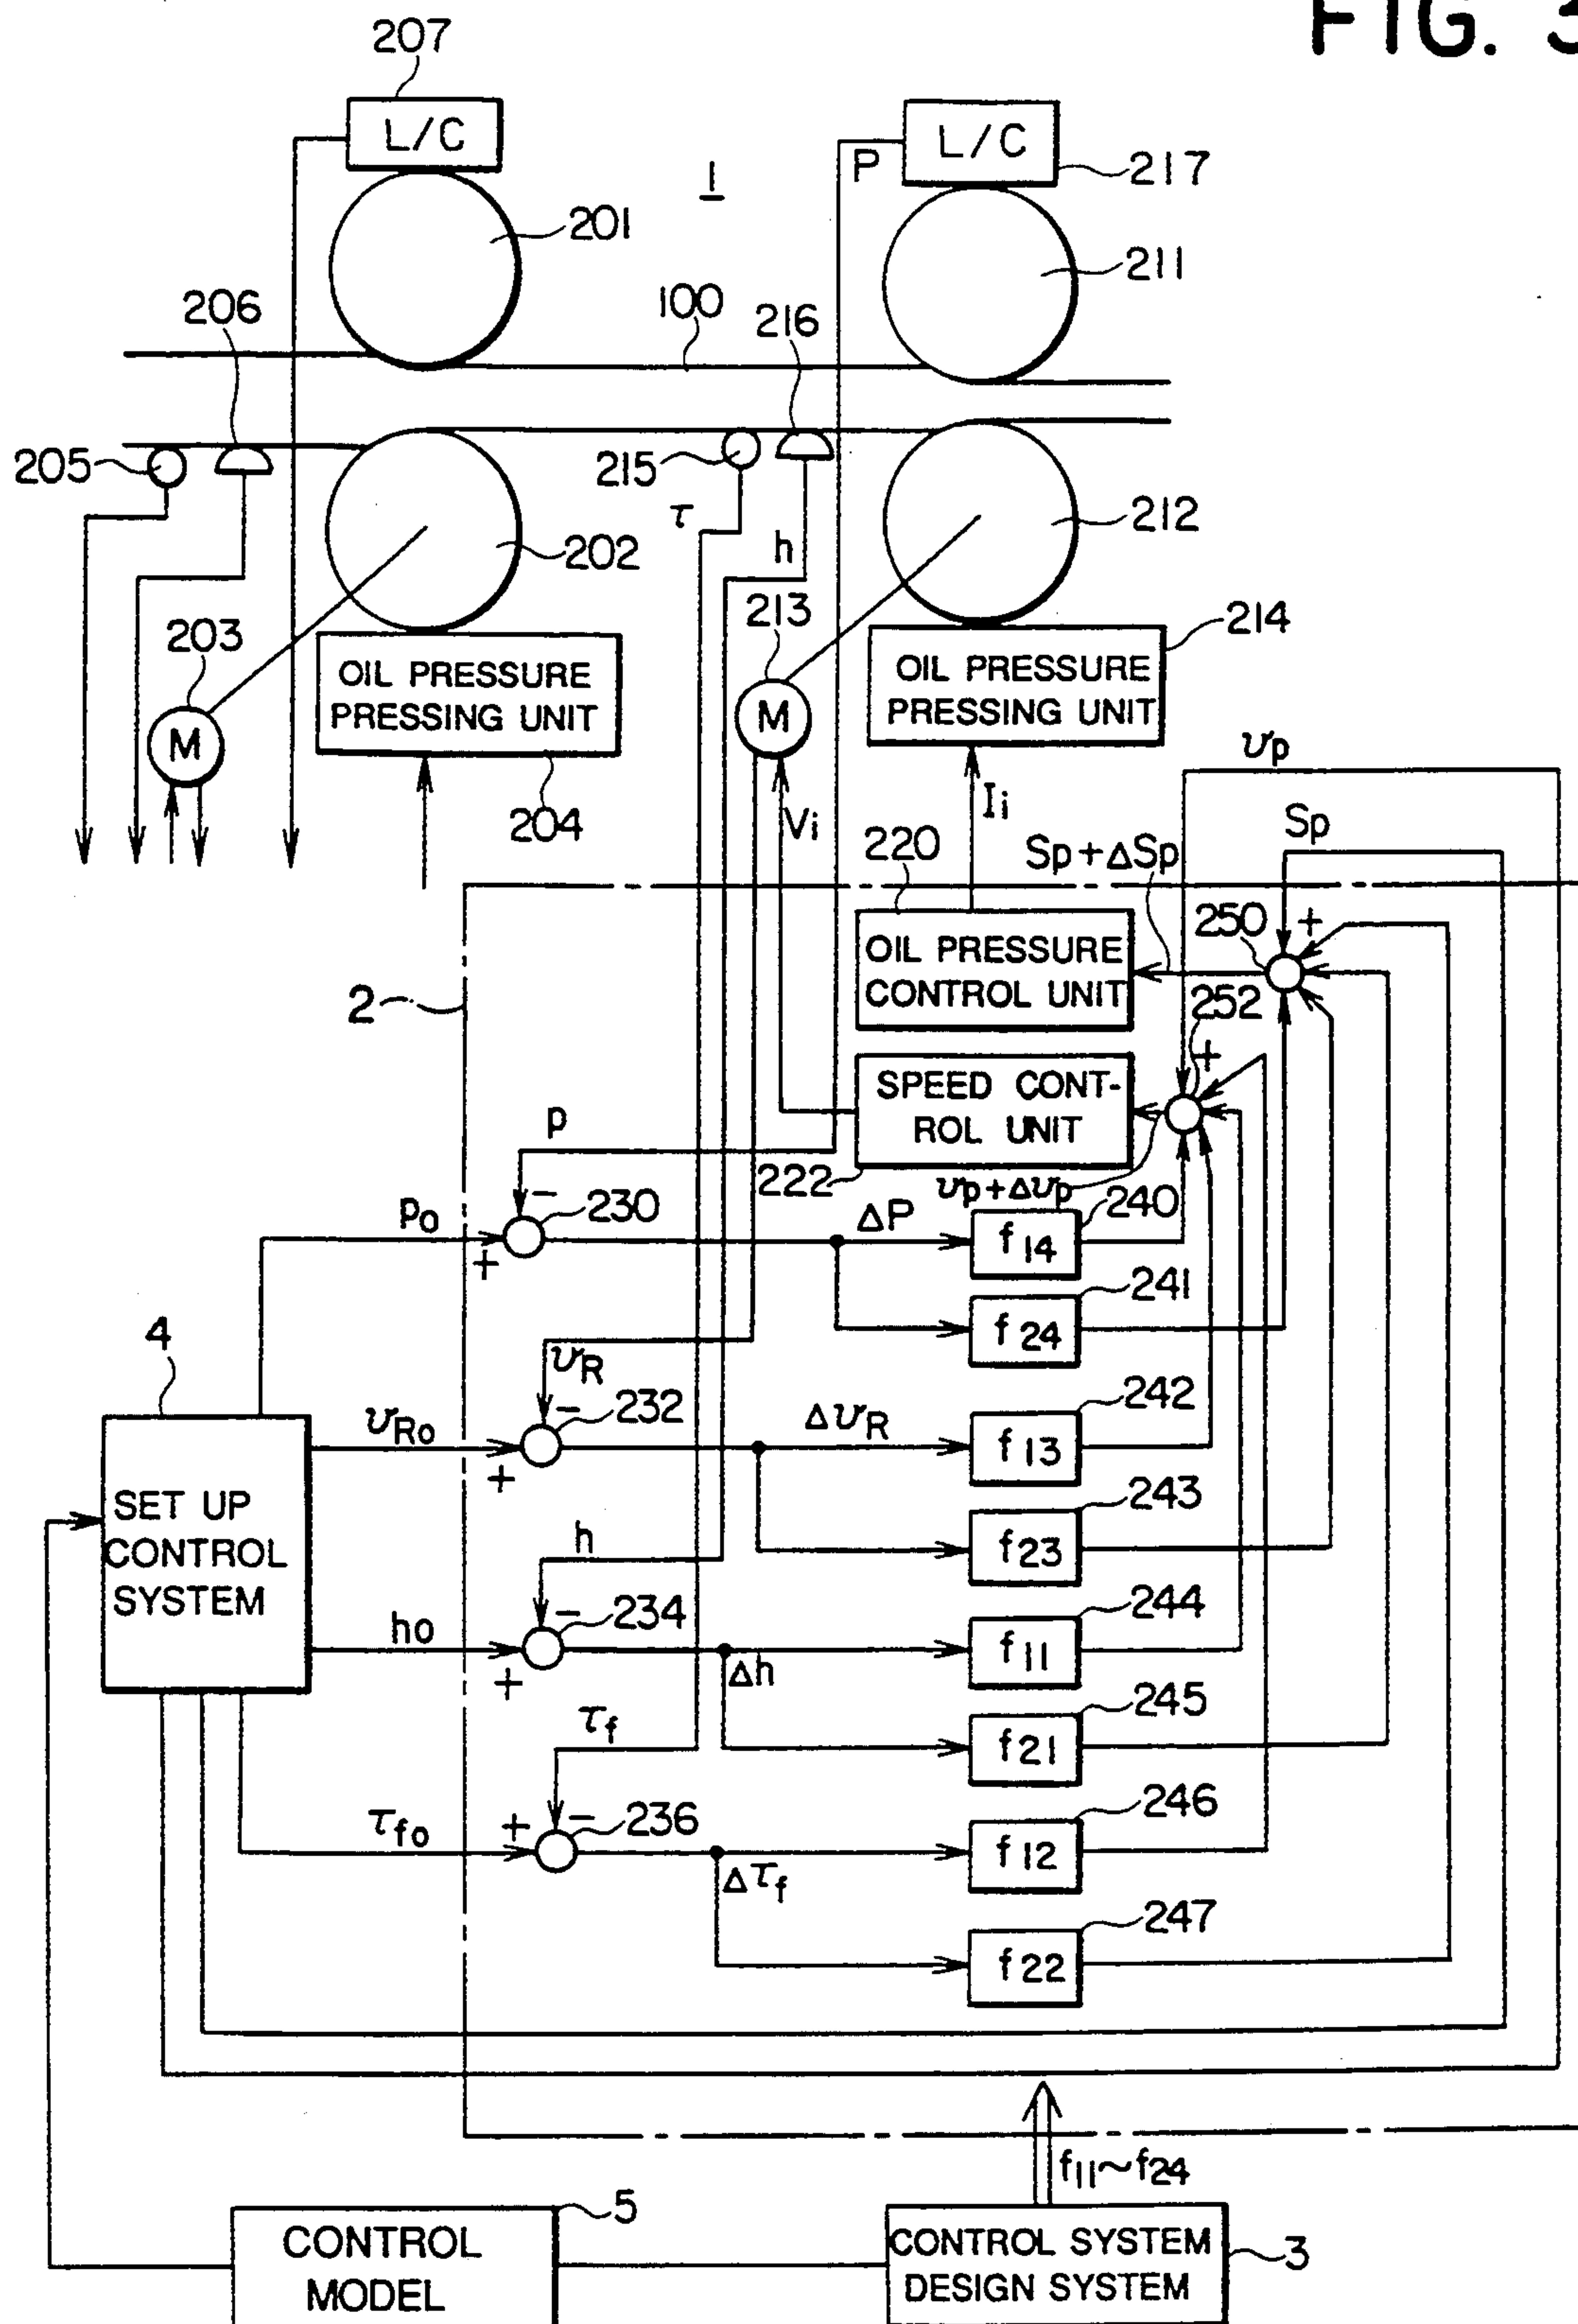 FIG. 3
207
L/C
L/C
P
217
1
201
211
206
100
216
205
215
τ
h
202
212
203
213
214
OIL PRESSURE
PRESSING UNIT
OIL PRESSURE
PRESSING UNIT
M
M
204
Vi
Ii
υp
Sp
220
Sp+ΔSp
250
+
OIL PRESSURE
CONTROL UNIT
2
252
+
SPEED CONT-
ROL UNIT
p
222
υp+Δυp
po
−
230
+
ΔP
240
f14
241
f24
4
υR
υRo
−
232
+
ΔυR
242
f13
243
f23
SET UP
CONTROL
SYSTEM
h
ho
−
234
+
Δh
244
f11
245
f21
τf
τfo
+
−
236
Δτf
246
f12
247
f22
f11~f24
5
CONTROL
MODEL
CONTROL SYSTEM
DESIGN SYSTEM
3